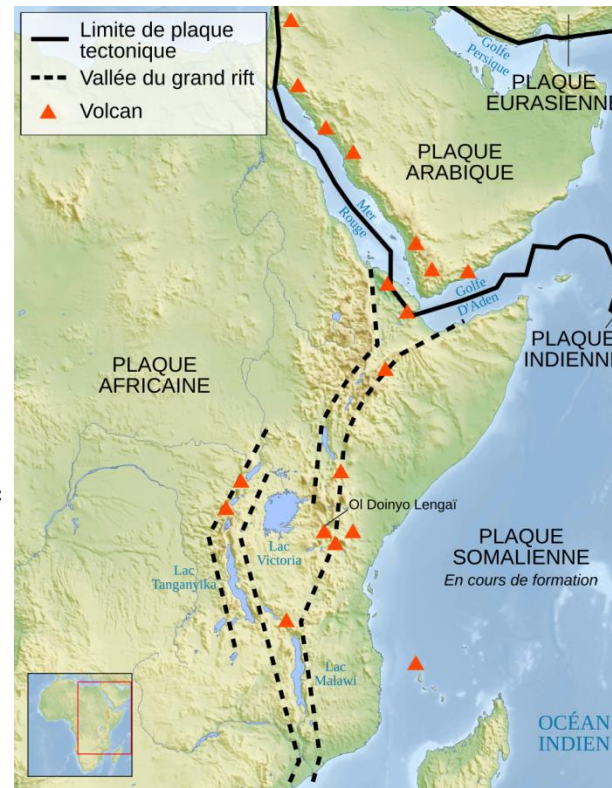 Limite de plaque
tectonique
Vallée du grand rift
Volcan
Golfe
Persique
PLAQUE
EURASIENNE
PLAQUE
ARABIQUE
Mer
Rouge
Golfe
D'Aden
PLAQUE
INDIENNE
PLAQUE
AFRICAINE
Ol Doinyo Lengaï
Lac
Victoria
PLAQUE
SOMALIENNE
En cours de formation
Lac
Tanganyika
Lac
Malawi
OCÉAN
INDIEN